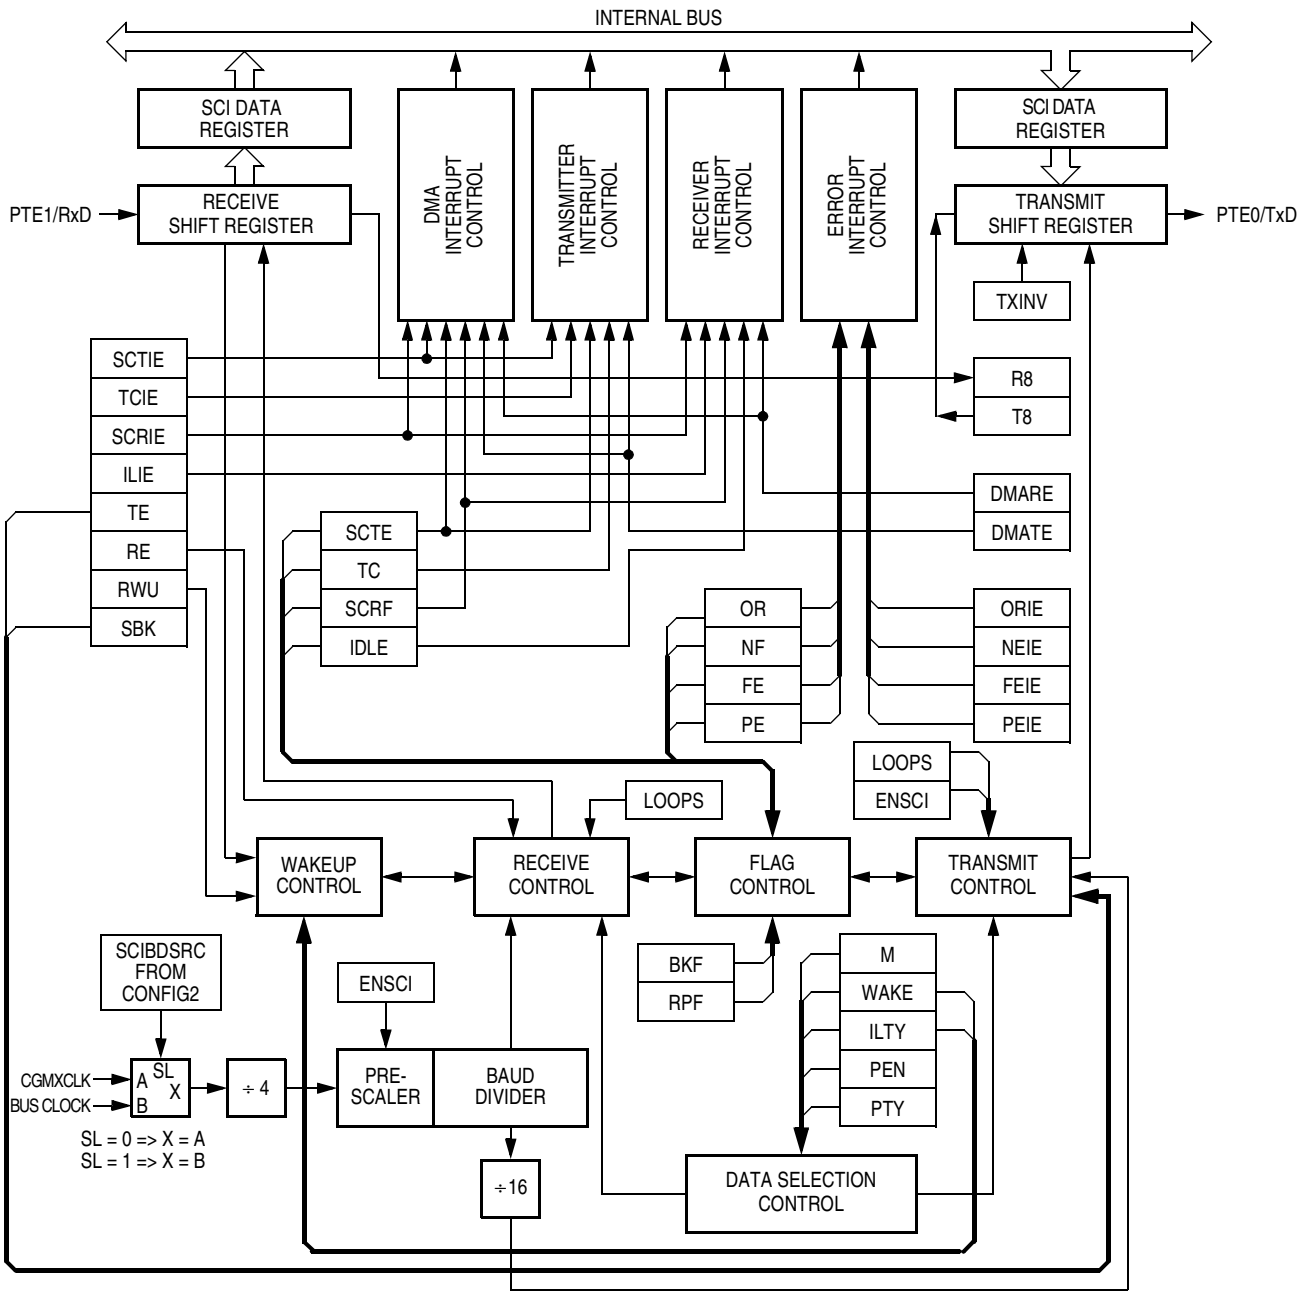 INTERNAL BUS
SCI DATA
REGISTER
DMA
INTERRUPT
CONTROL
TRANSMITTER
INTERRUPT
CONTROL
RECEIVER
INTERRUPT
CONTROL
ERROR
INTERRUPT
CONTROL
SCI DATA
REGISTER
PTE1/RxD
RECEIVE
SHIFT REGISTER
TRANSMIT
SHIFT REGISTER
PTE0/TxD
TXINV
SCTIE
TCIE
SCRIE
ILIE
TE
RE
RWU
SBK
R8
T8
DMARE
DMATE
SCTE
TC
SCRF
IDLE
OR
NF
FE
PE
ORIE
NEIE
FEIE
PEIE
LOOPS
LOOPS
ENSCI
WAKEUP
CONTROL
RECEIVE
CONTROL
FLAG
CONTROL
TRANSMIT
CONTROL
SCIBDSRC
FROM
CONFIG2
ENSCI
BKF
RPF
M
WAKE
ILTY
PEN
PTY
CGMXCLK
BUS CLOCK
A
SL
X
B
÷ 4
PRE-
SCALER
BAUD
DIVIDER
SL = 0 => X = A
SL = 1 => X = B
÷16
DATA SELECTION
CONTROL